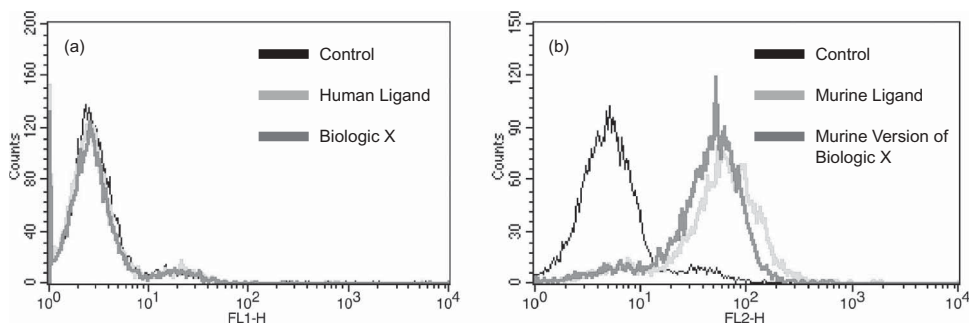 (a)
Control
Human Ligand
Biologic X
Counts
200
160
120
80
40
0
10^0
10^1
10^2
10^3
10^4
FL1-H
(b)
Control
Murine Ligand
Murine Version of
Biologic X
Counts
150
120
90
60
30
0
10^0
10^1
10^2
10^3
10^4
FL2-H